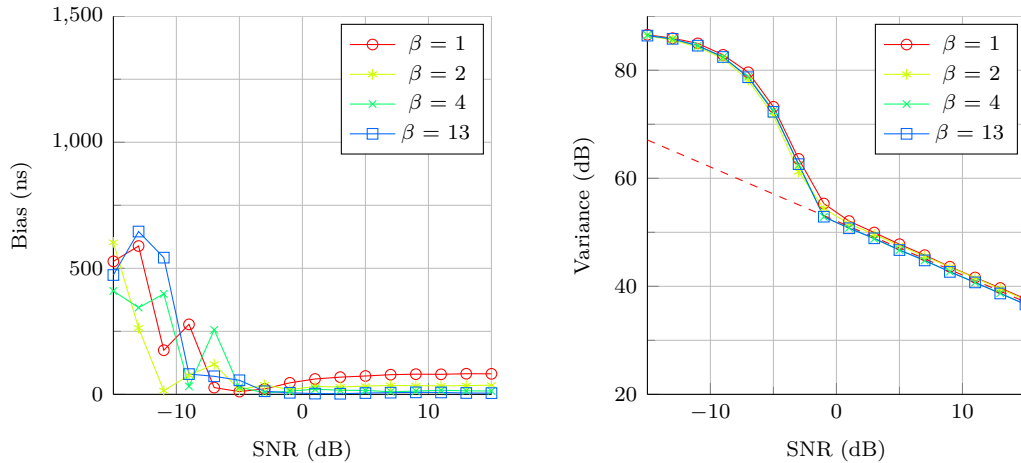 1,500
1,000
500
0
Bias (ns)
−10
0
10
SNR (dB)
β = 1
β = 2
β = 4
β = 13
80
60
40
20
Variance (dB)
−10
0
10
SNR (dB)
β = 1
β = 2
β = 4
β = 13